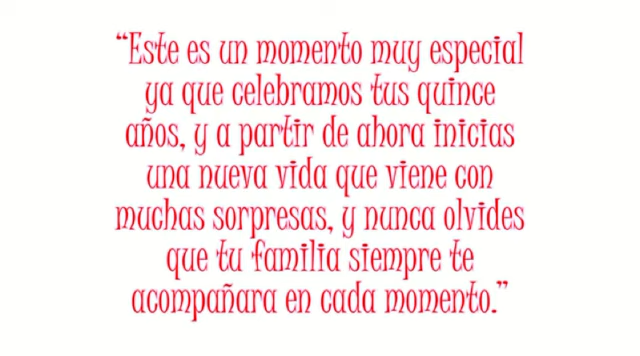 “Este es un momento muy especial
ya que celebramos tus quince
años, y a partir de ahora inicias
una nueva vida que viene con
muchas sorpresas, y nunca olvides
que tu familia siempre te
acompañara en cada momento.”